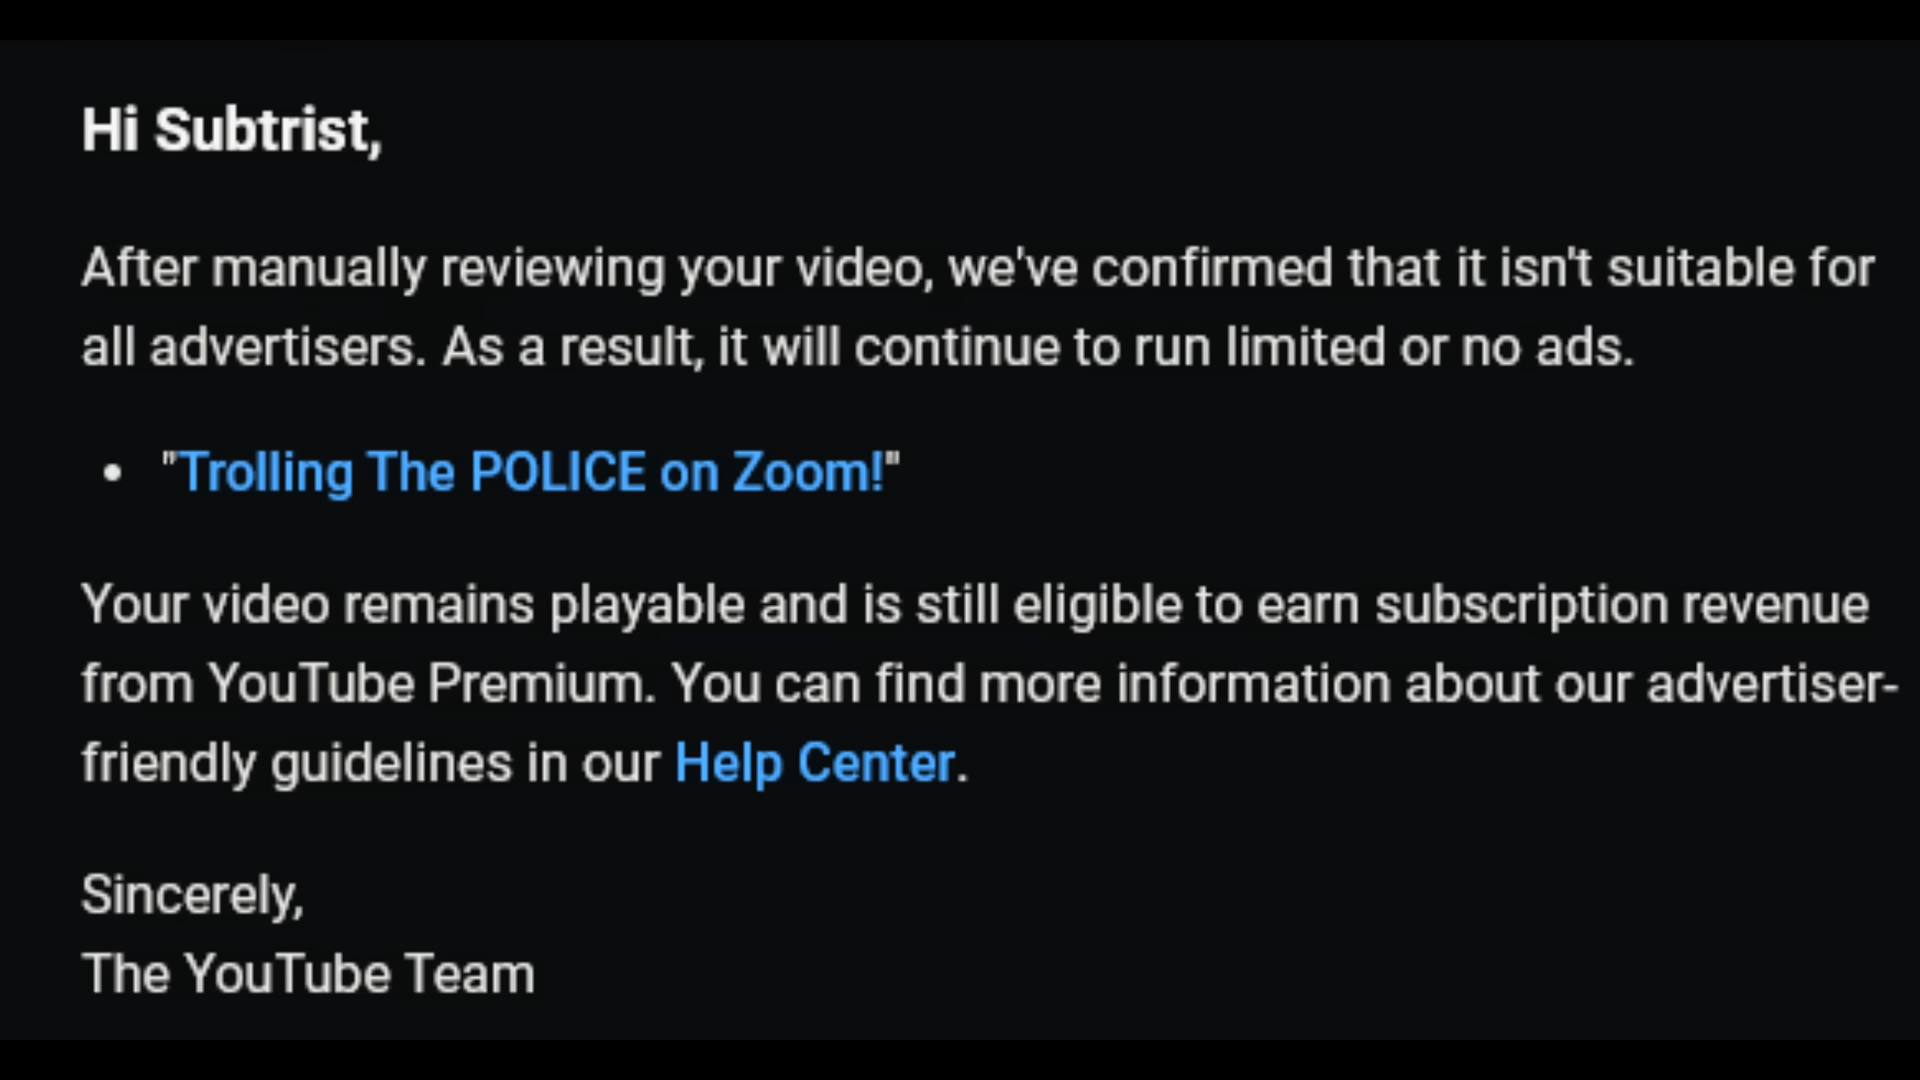 Hi Subtrist,
After manually reviewing your video, we've confirmed that it isn't suitable for
all advertisers. As a result, it will continue to run limited or no ads.
• "Trolling The POLICE on Zoom!"
Your video remains playable and is still eligible to earn subscription revenue
from YouTube Premium. You can find more information about our advertiser-
friendly guidelines in our Help Center.
Sincerely,
The YouTube Team